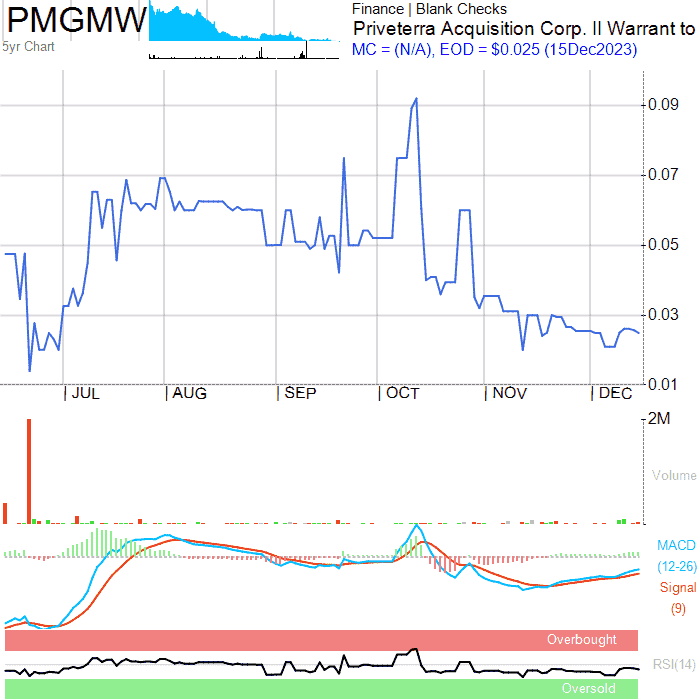 PMGMW
5yr Chart
Finance | Blank Checks
Priveterra Acquisition Corp. II Warrant to
MC = (N/A), EOD = $0.025 (15Dec2023)
0.09
0.07
0.05
0.03
0.01
JUL AUG SEP OCT NOV DEC
2M
Volume
MACD
(12-26)
Signal
(9)
Overbought
RSI(14)
Oversold